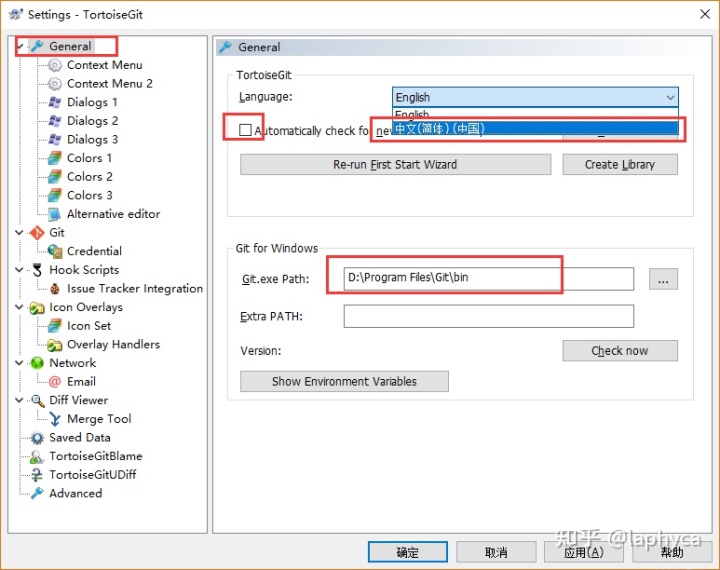 Settings - TortoiseGit
General
Context Menu
Context Menu 2
Dialogs 1
Dialogs 2
Dialogs 3
Colors 1
Colors 2
Colors 3
Alternative editor
Git
Credential
Hook Scripts
Issue Tracker Integration
Icon Overlays
Icon Set
Overlay Handlers
Network
Email
Diff Viewer
Merge Tool
Saved Data
TortoiseGitBlame
TortoiseGitUDiff
Advanced
General
TortoiseGit
Language:
English
English
中文(简体) (中国)
Automatically check for
Re-run First Start Wizard
Create Library
Git for Windows
Git.exe Path:
D:\Program Files\Git\bin
...
Extra PATH:
Version:
Check now
Show Environment Variables
确定
取消
应用(A)
帮助
知乎 @laphyca